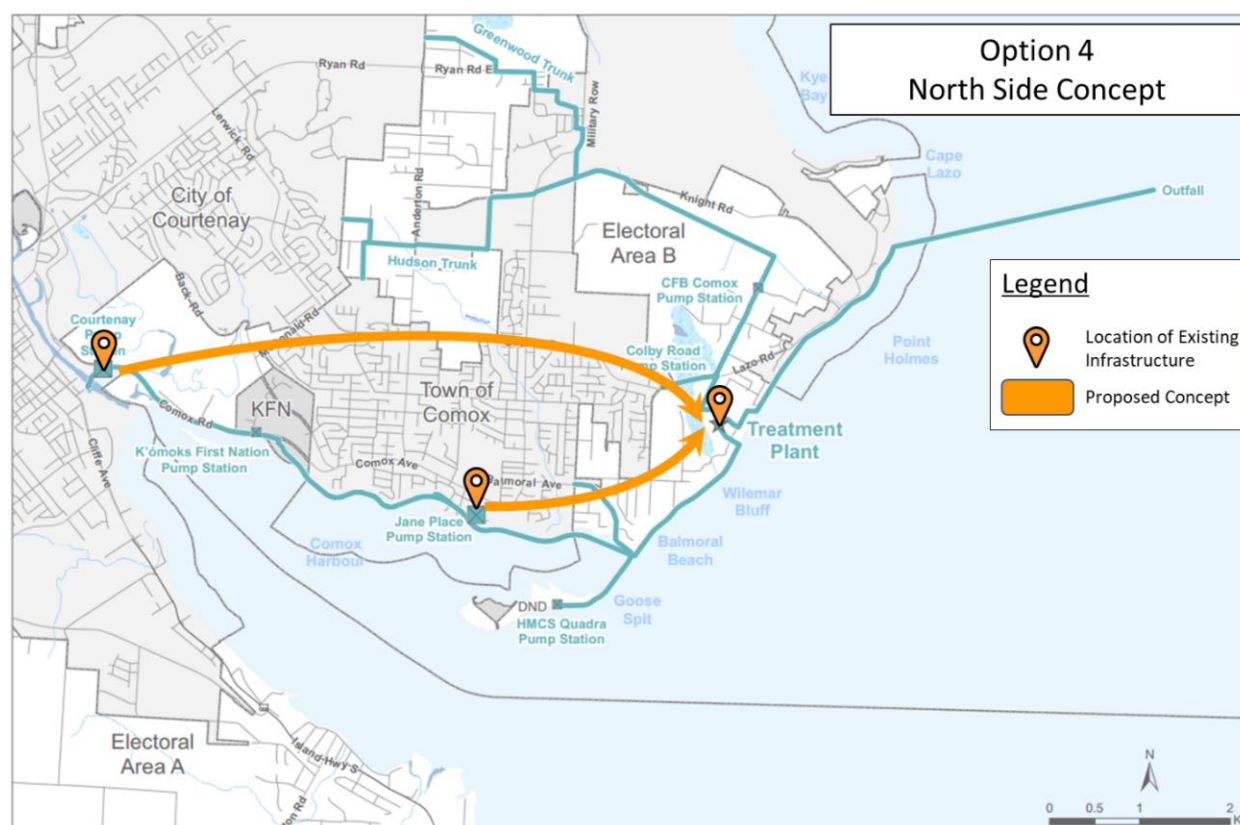 Option 4
North Side Concept
Greenwood Trunk
Ryan Rd
Ryan Rd E
Military Row
Kye
Bay
Cape
Lazo
Outfall
Lerwick Rd
City of
Courtenay
Anderton Rd
Knight Rd
Electoral
Area B
Hudson Trunk
CFB Comox
Pump Station
Legend
Location of Existing
Infrastructure
Proposed Concept
Back Rd
Courtenay
Station
Colby Road
Pump Station
Lazo Rd
Point
Holmes
Town of
Comox
KFN
Comox Rd
K'ómoks First Nation
Pump Station
Treatment
Plant
Cliffe Ave
Comox Ave
Balmoral Ave
Jane Place
Pump Station
Wilemar
Bluff
Balmoral
Beach
Comox
Harbour
DND
HMCS Quadra
Pump Station
Goose
Spit
Electoral
Area A
Island-Hwy S
N
0 0.5 1 2